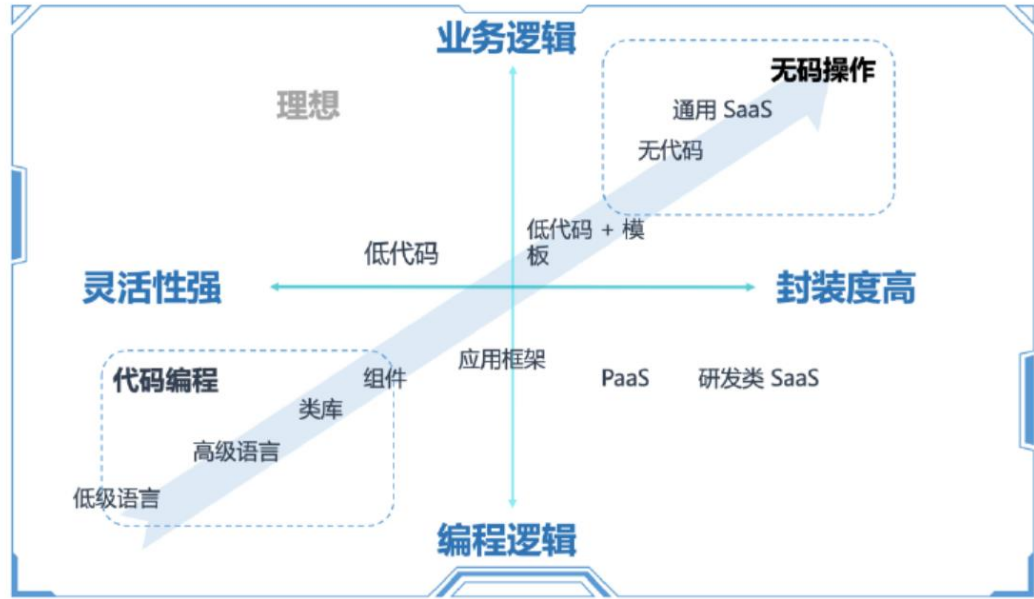 业务逻辑
理想
无码操作
通用 SaaS
无代码
低代码 + 模
板
低代码
灵活性强
封装度高
应用框架
代码编程
组件
PaaS
研发类 SaaS
类库
高级语言
低级语言
编程逻辑